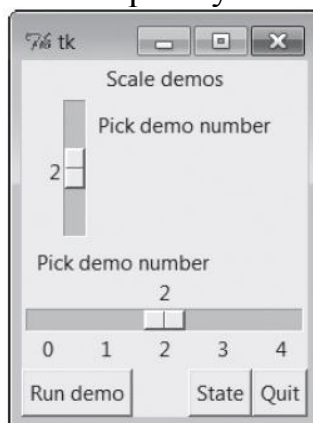 tk
Scale demos
Pick demo number
2
Pick demo number
2
0 1 2 3 4
Run demo State Quit